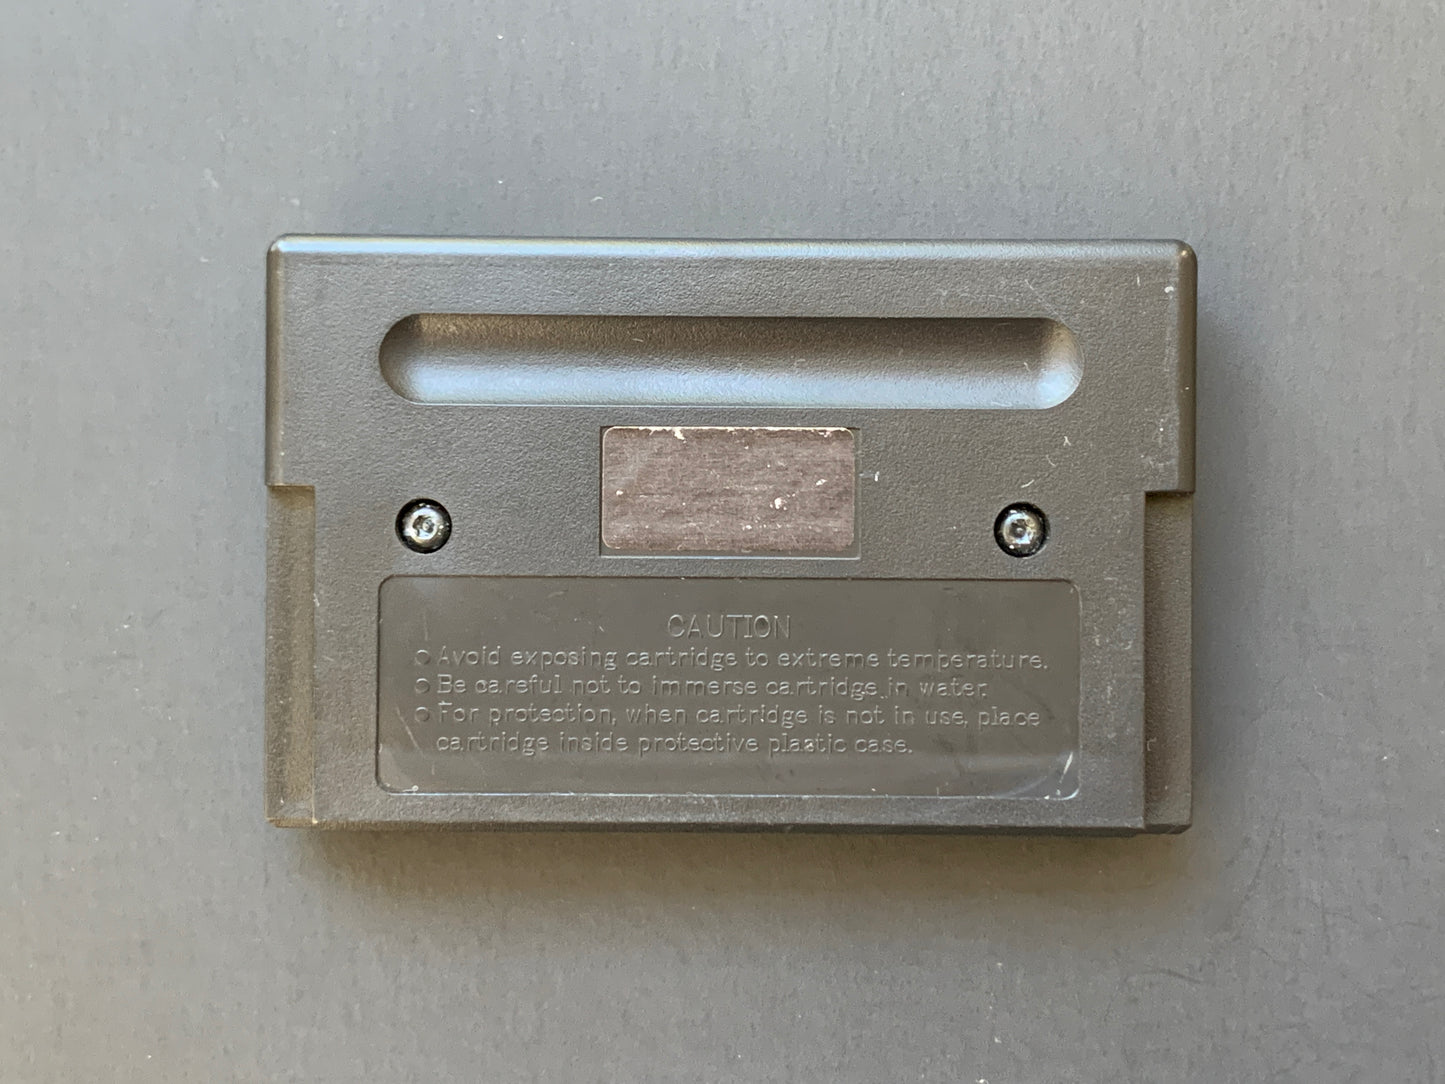 CAUTION
○ Avoid exposing cartridge to extreme temperature.
○ Be careful not to immerse cartridge in water.
○ For protection, when cartridge is not in use, place
cartridge inside protective plastic case.